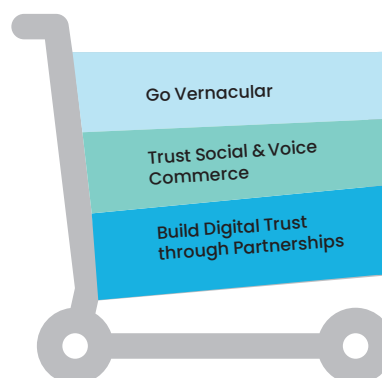 Go Vernacular
Trust Social & Voice
Commerce
Build Digital Trust
through Partnerships